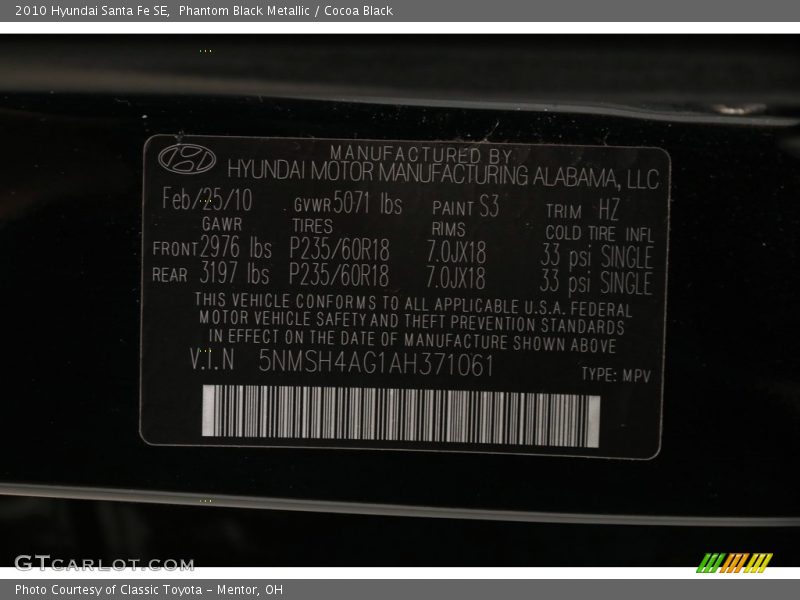 2010 Hyundai Santa Fe SE,  Phantom Black Metallic / Cocoa Black
MANUFACTURED BY
HYUNDAI MOTOR MANUFACTURING ALABAMA, LLC
Feb/25/10 GVWR 5071 lbs PAINT S3 TRIM HZ
GAWR TIRES RIMS COLD TIRE INFL
FRONT 2976 lbs P235/60R18 7.0JX18 33 psi SINGLE
REAR 3197 lbs P235/60R18 7.0JX18 33 psi SINGLE
THIS VEHICLE CONFORMS TO ALL APPLICABLE U.S.A. FEDERAL
MOTOR VEHICLE SAFETY AND THEFT PREVENTION STANDARDS
IN EFFECT ON THE DATE OF MANUFACTURE SHOWN ABOVE
V.I.N 5NMSH4AG1AH371061
TYPE: MPV
GTCARLOT.COM
Photo Courtesy of Classic Toyota - Mentor, OH